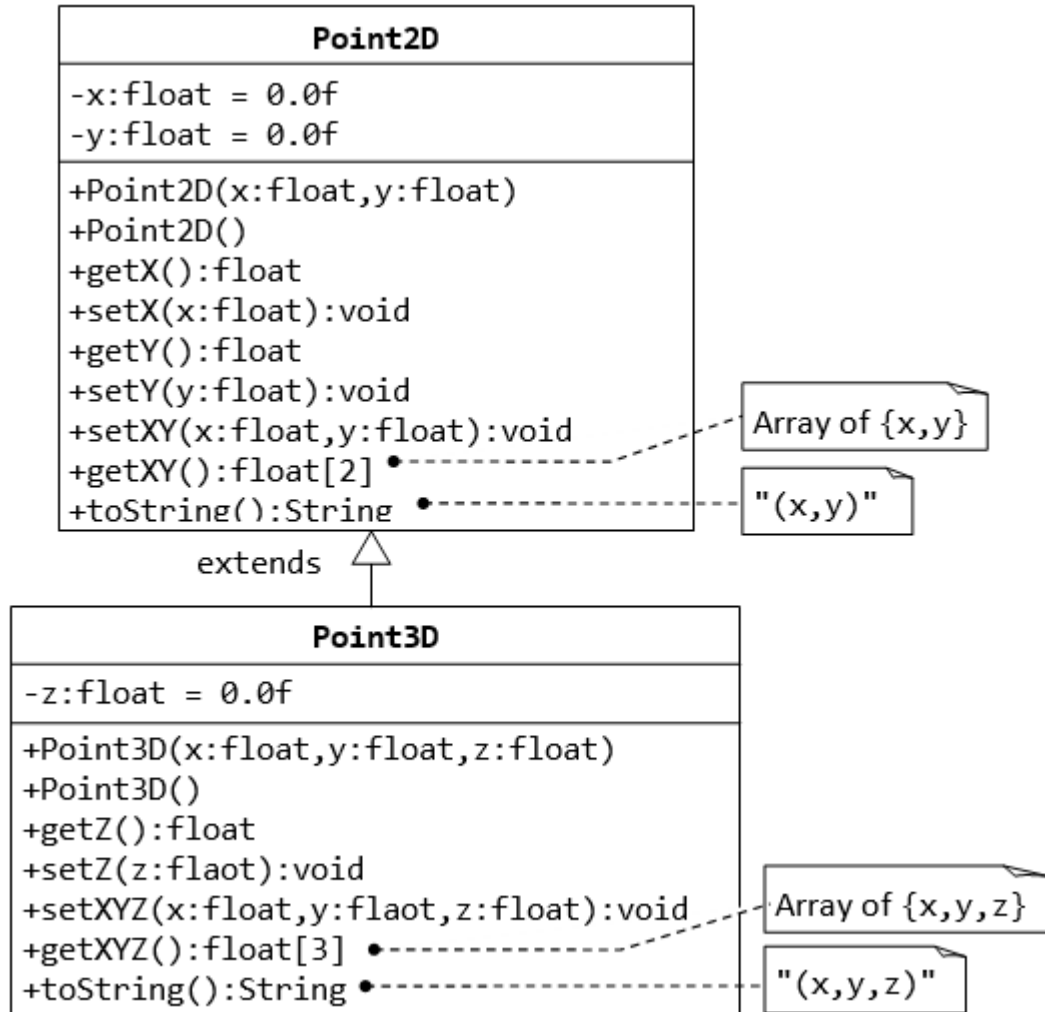 Point2D
-x:float = 0.0f
-y:float = 0.0f
+Point2D(x:float,y:float)
+Point2D()
+getX():float
+setX(x:float):void
+getY():float
+setY(y:float):void
+setXY(x:float,y:float):void
+getXY():float[2]
+toString():String
Array of {x,y}
"(x,y)"
extends
Point3D
-z:float = 0.0f
+Point3D(x:float,y:float,z:float)
+Point3D()
+getZ():float
+setZ(z:flaot):void
+setXYZ(x:float,y:flaot,z:float):void
+getXYZ():float[3]
+toString():String
Array of {x,y,z}
"(x,y,z)"